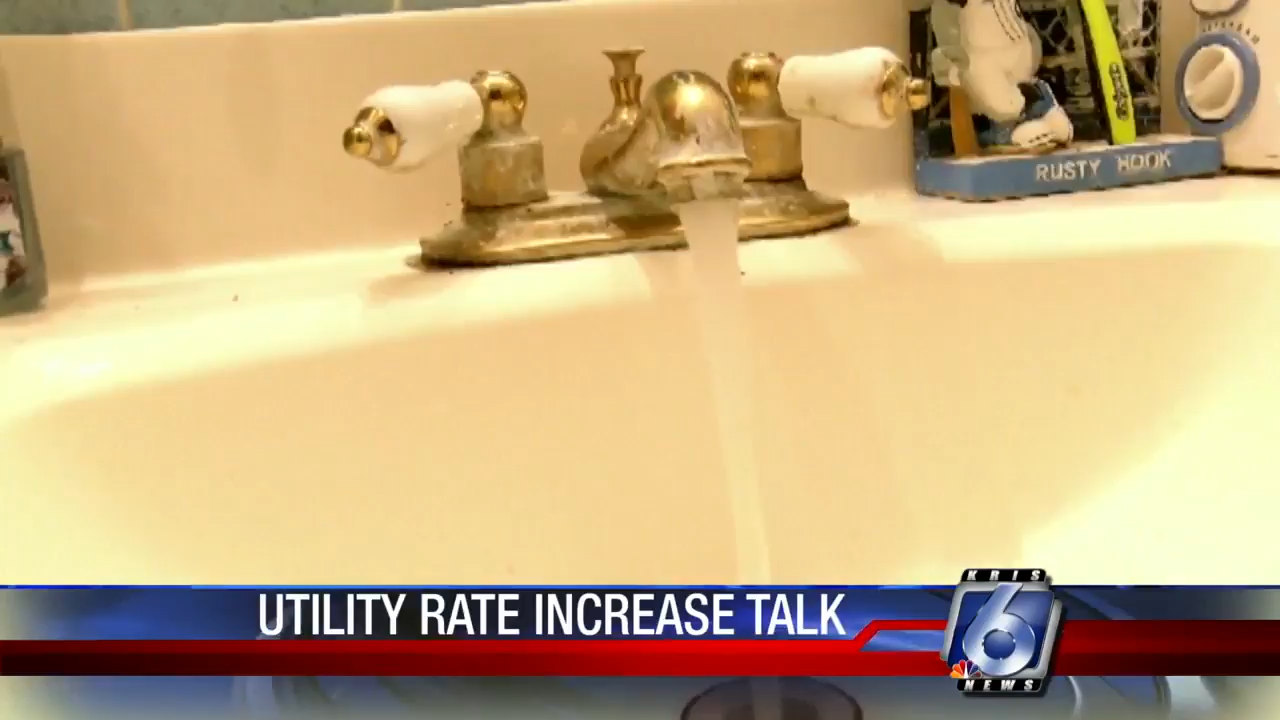 RUSTY HOOK
UTILITY RATE INCREASE TALK
KRIS
6
NEWS